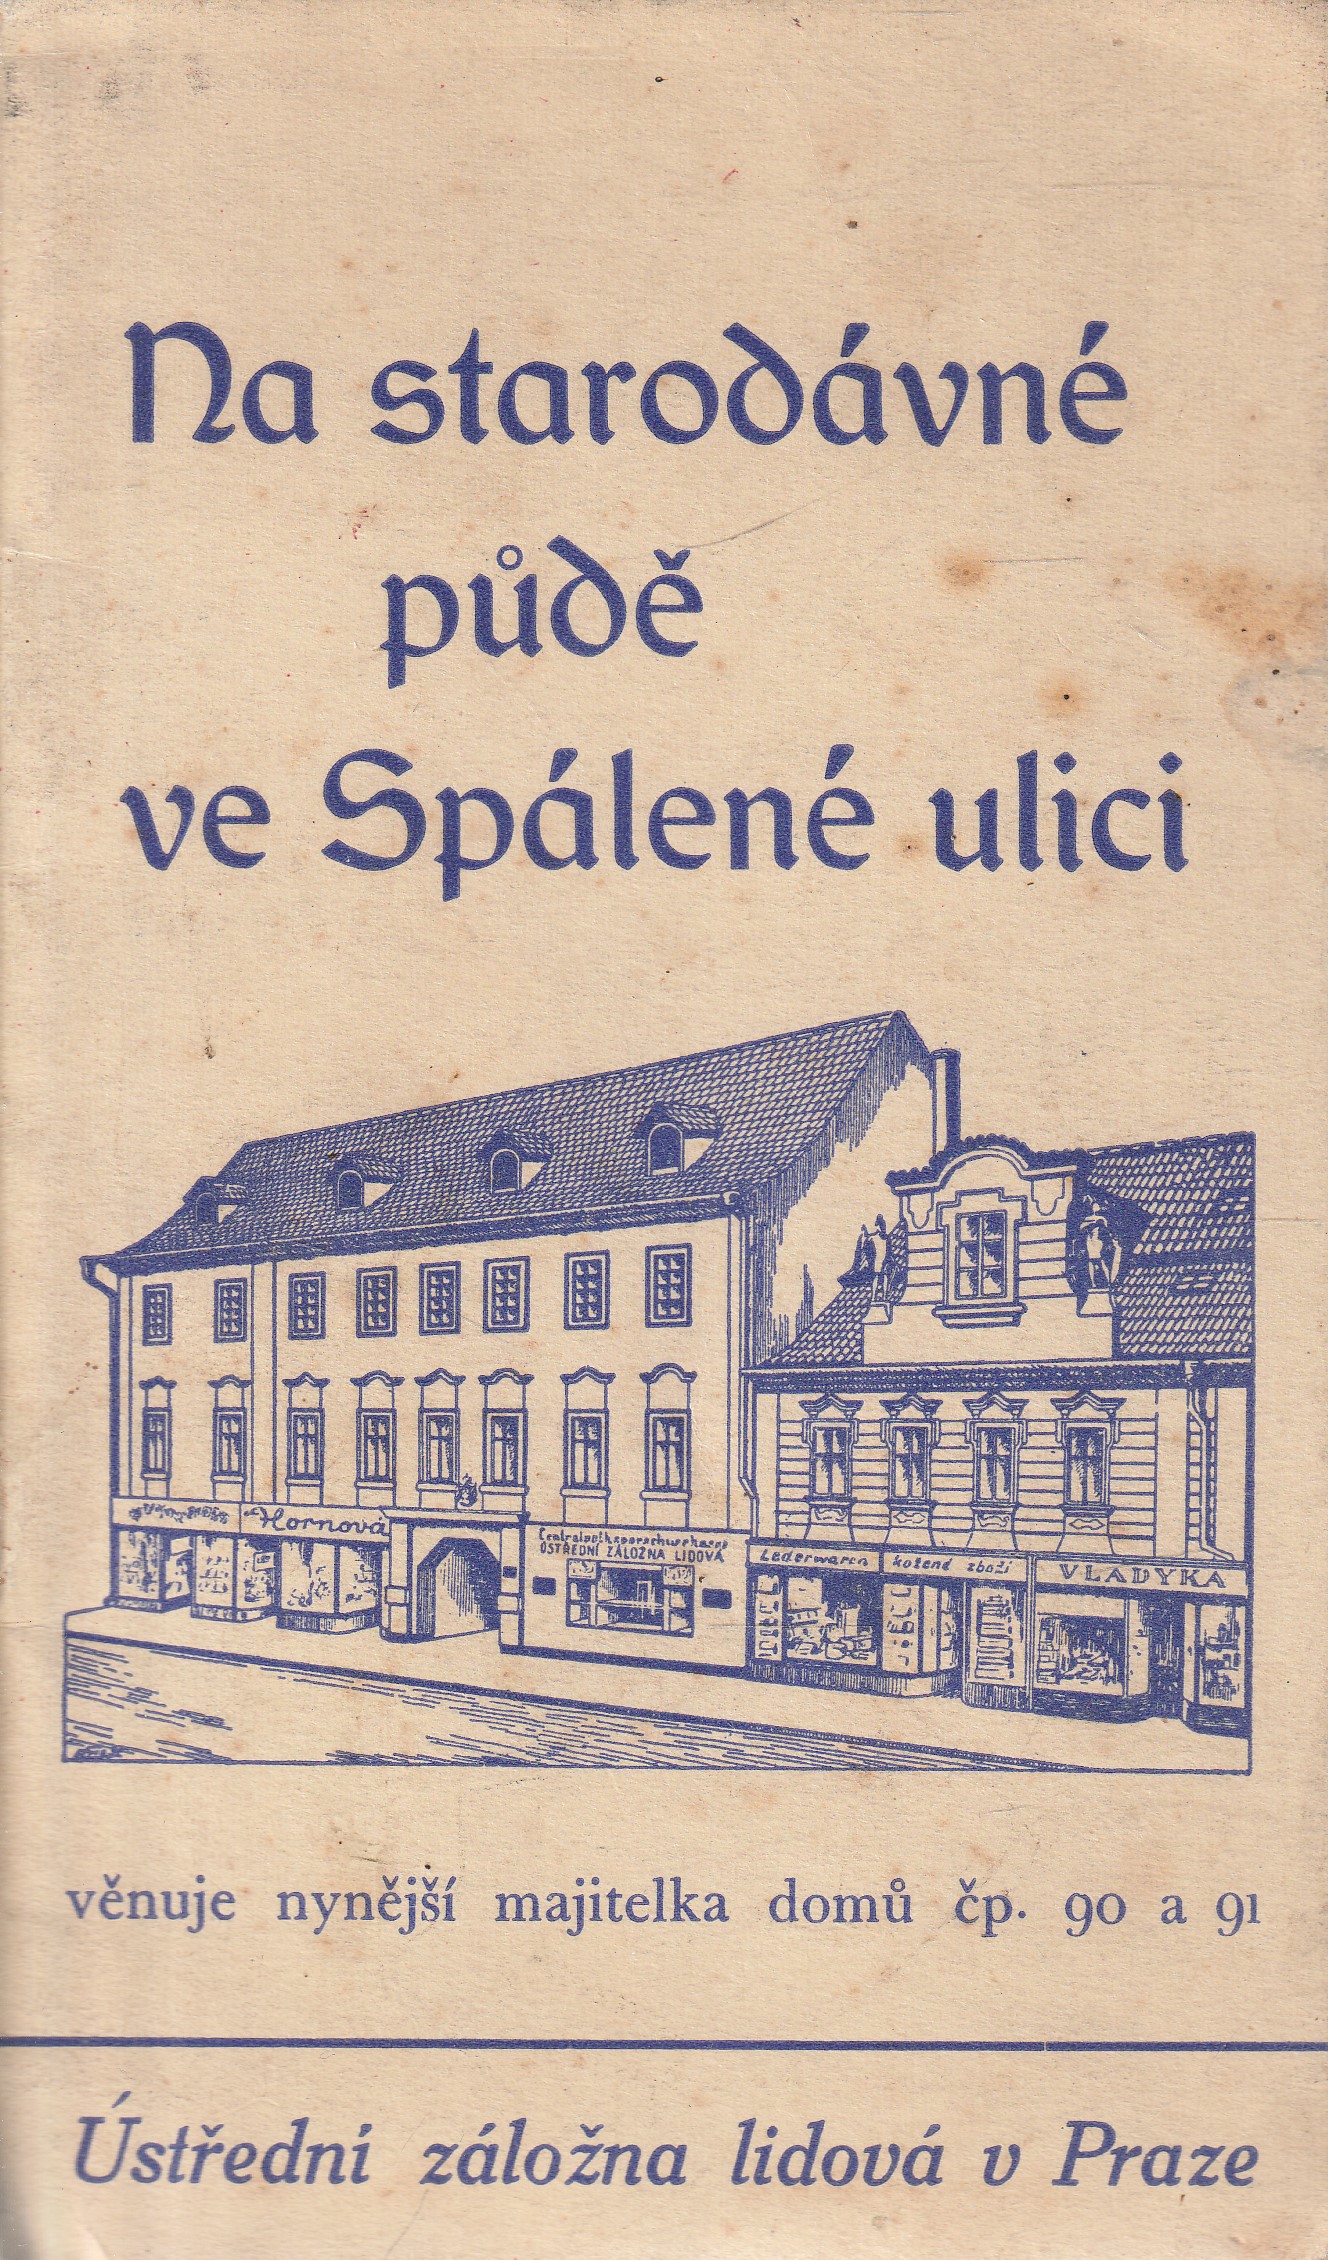 Na starodávné
půdě
ve Spálené ulici
Hornová
ÚSTŘEDNÍ ZÁLOŽNA LIDOVÁ
Lederwaren kožené zboží
VLADYKA
věnuje nynější majitelka domů čp. 90 a 91
Ústřední záložna lidová v Praze